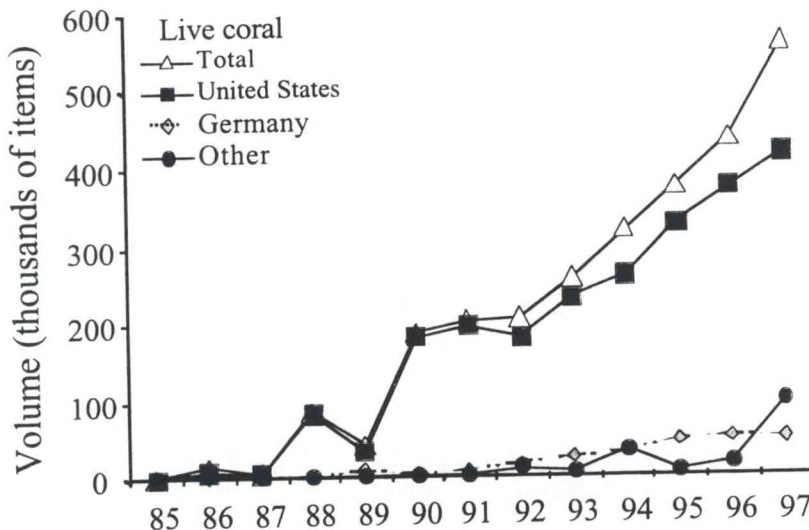 Volume (thousands of items)
600
500
400
300
200
100
0
Live coral
Total
United States
Germany
Other
85 86 87 88 89 90 91 92 93 94 95 96 97